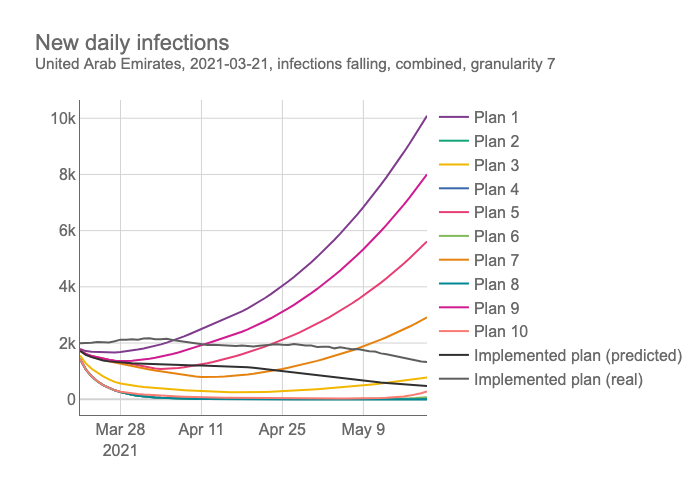 New daily infections
United Arab Emirates, 2021-03-21, infections falling, combined, granularity 7
10k
8k
6k
4k
2k
0
Mar 28
2021
Apr 11
Apr 25
May 9
Plan 1
Plan 2
Plan 3
Plan 4
Plan 5
Plan 6
Plan 7
Plan 8
Plan 9
Plan 10
Implemented plan (predicted)
Implemented plan (real)